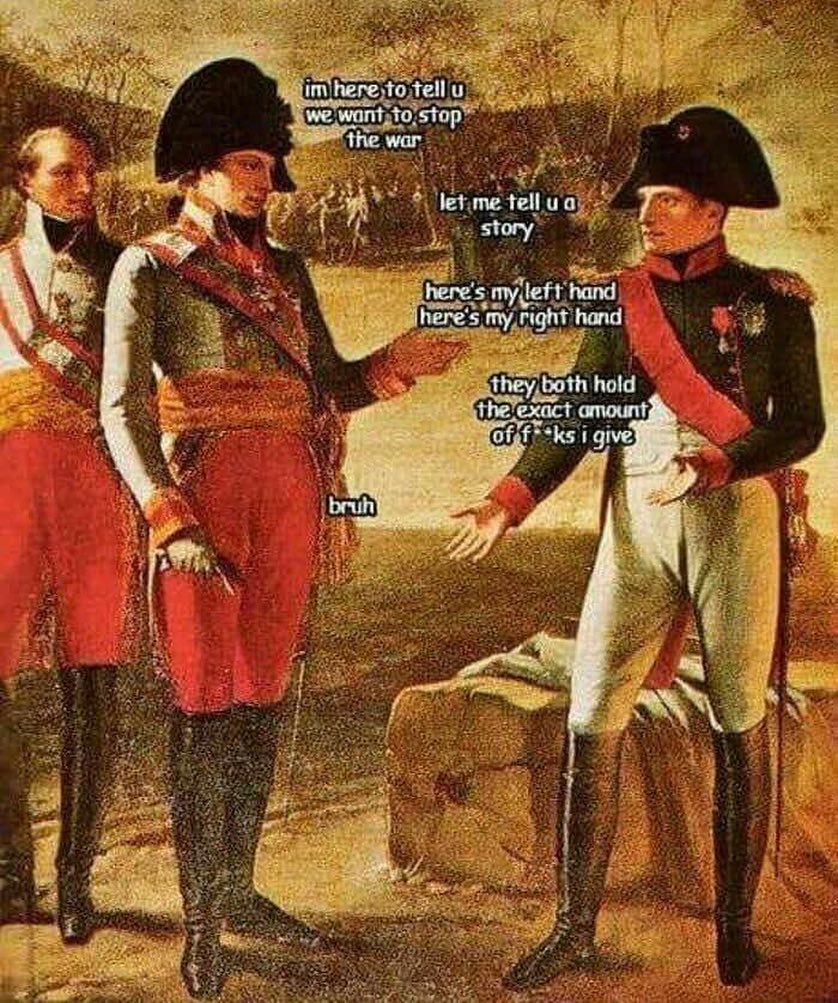 im here to tell u
we want to stop
the war
let me tell u a
story
here's my left hand
here's my right hand
they both hold
the exact amount
of f**ks i give
bruh